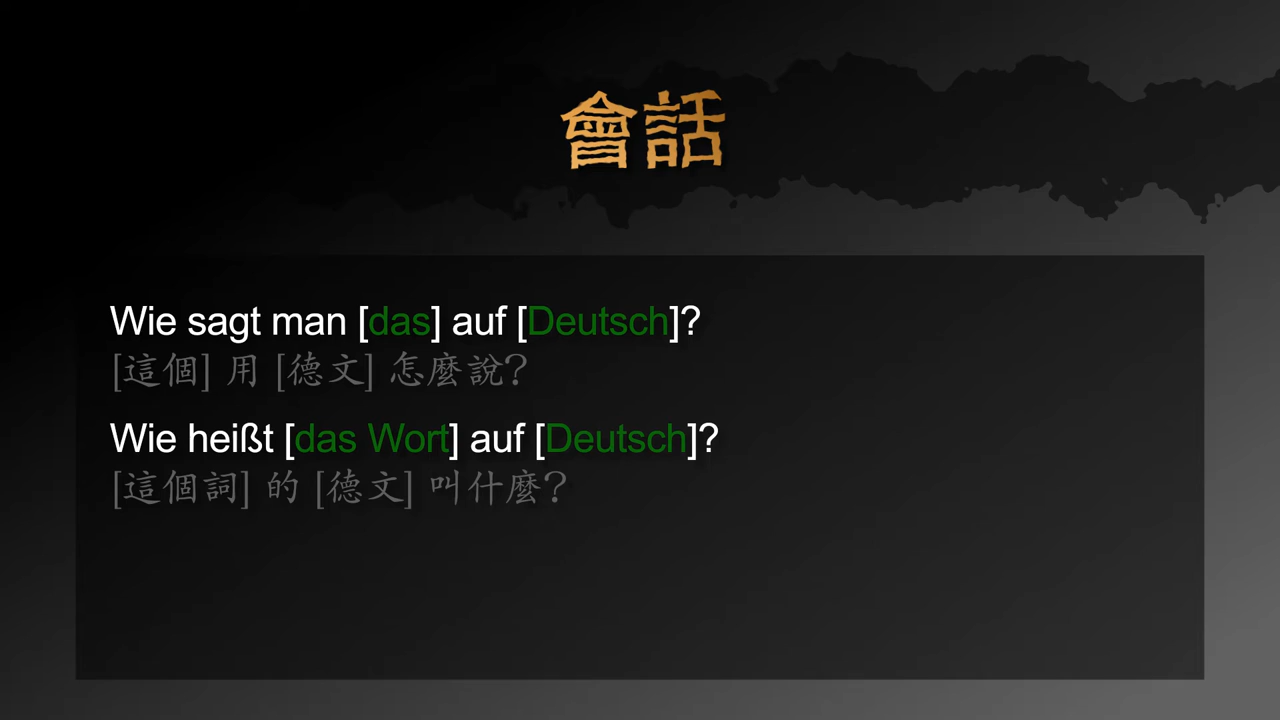 會話
Wie sagt man [das] auf [Deutsch]?
[這個] 用 [德文] 怎麼說?
Wie heißt [das Wort] auf [Deutsch]?
[這個詞] 的 [德文] 叫什麼?